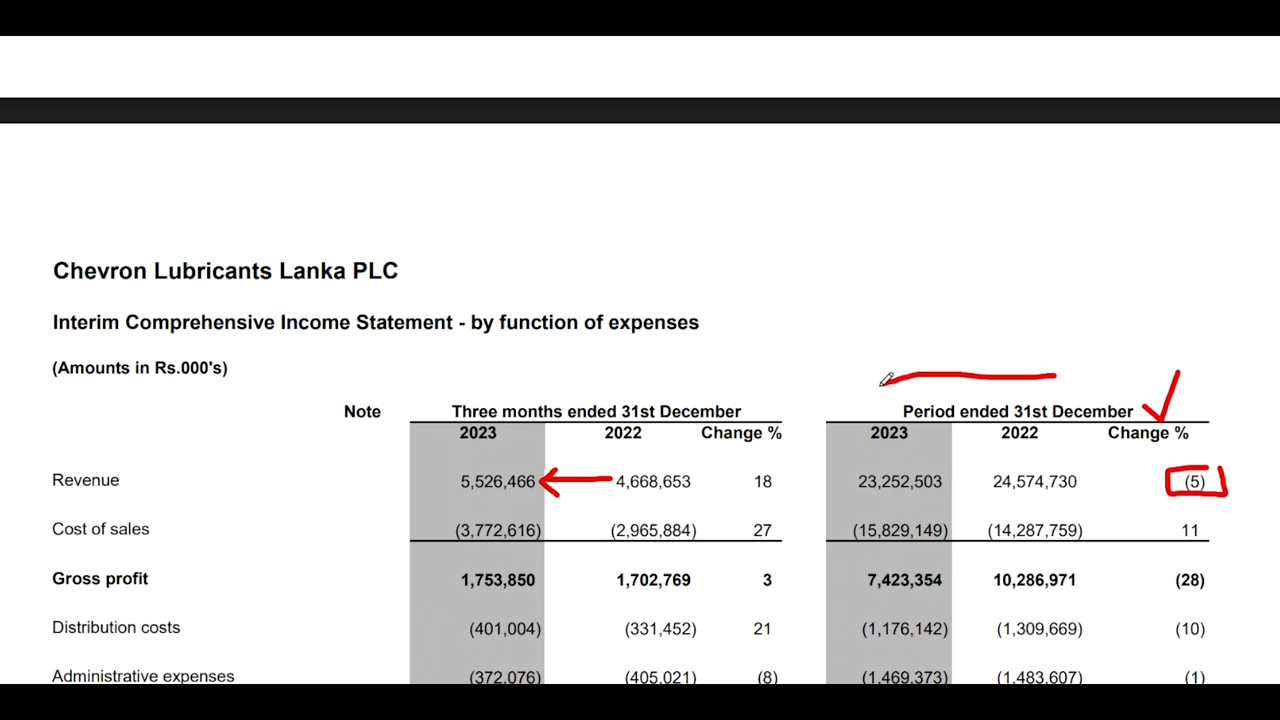 Chevron Lubricants Lanka PLC
Interim Comprehensive Income Statement - by function of expenses
(Amounts in Rs.000's)
Note Three months ended 31st December Period ended 31st December
2023 2022 Change % 2023 2022 Change %
Revenue 5,526,466 4,668,653 18 23,252,503 24,574,730 (5)
Cost of sales (3,772,616) (2,965,884) 27 (15,829,149) (14,287,759) 11
Gross profit 1,753,850 1,702,769 3 7,423,354 10,286,971 (28)
Distribution costs (401,004) (331,452) 21 (1,176,142) (1,309,669) (10)
Administrative expenses (372,076) (405,021) (8) (1,469,373) (1,483,607) (1)